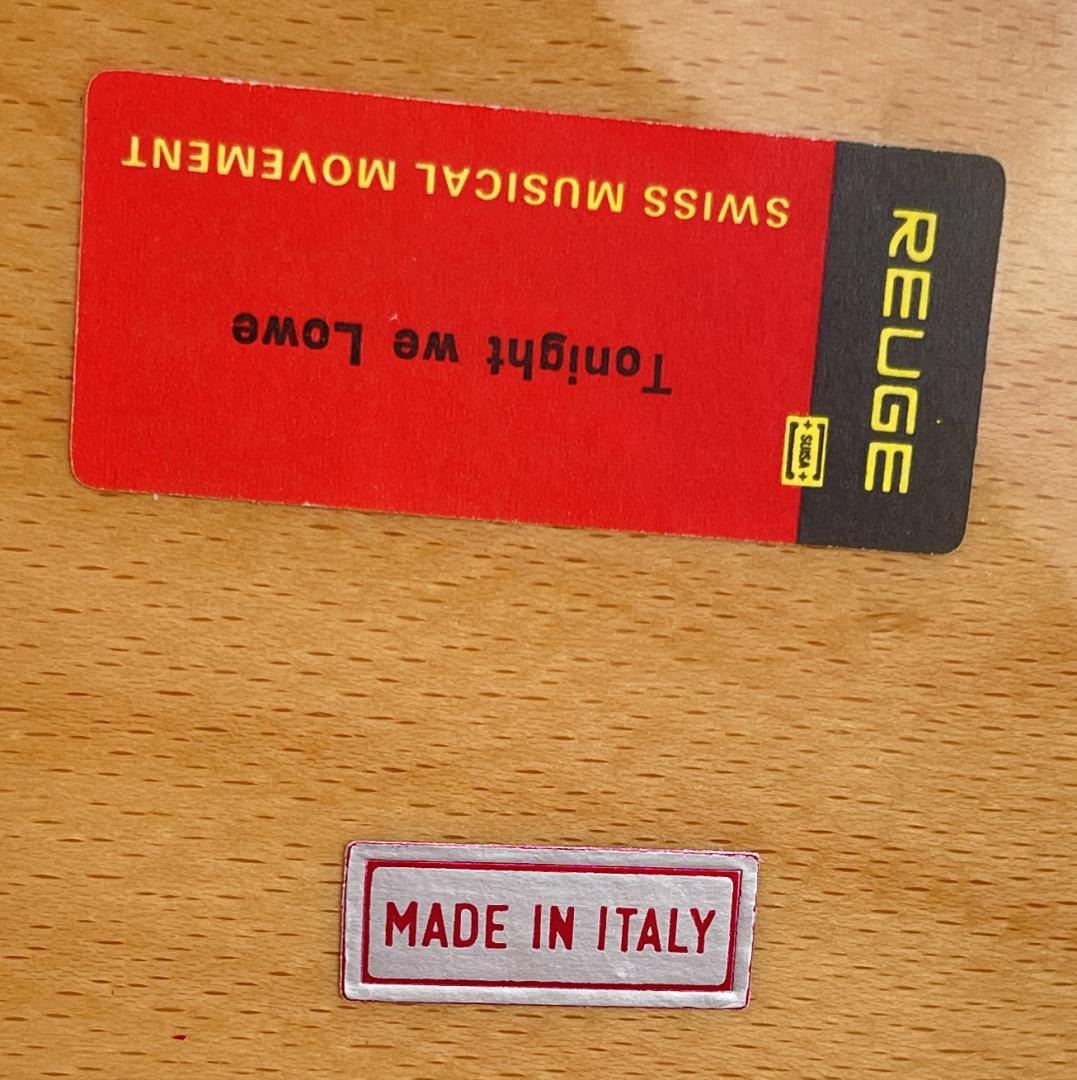 SWISS MUSICAL MOVEMENT
Tonight we Lowe
REUGE
SUISA
MADE IN ITALY